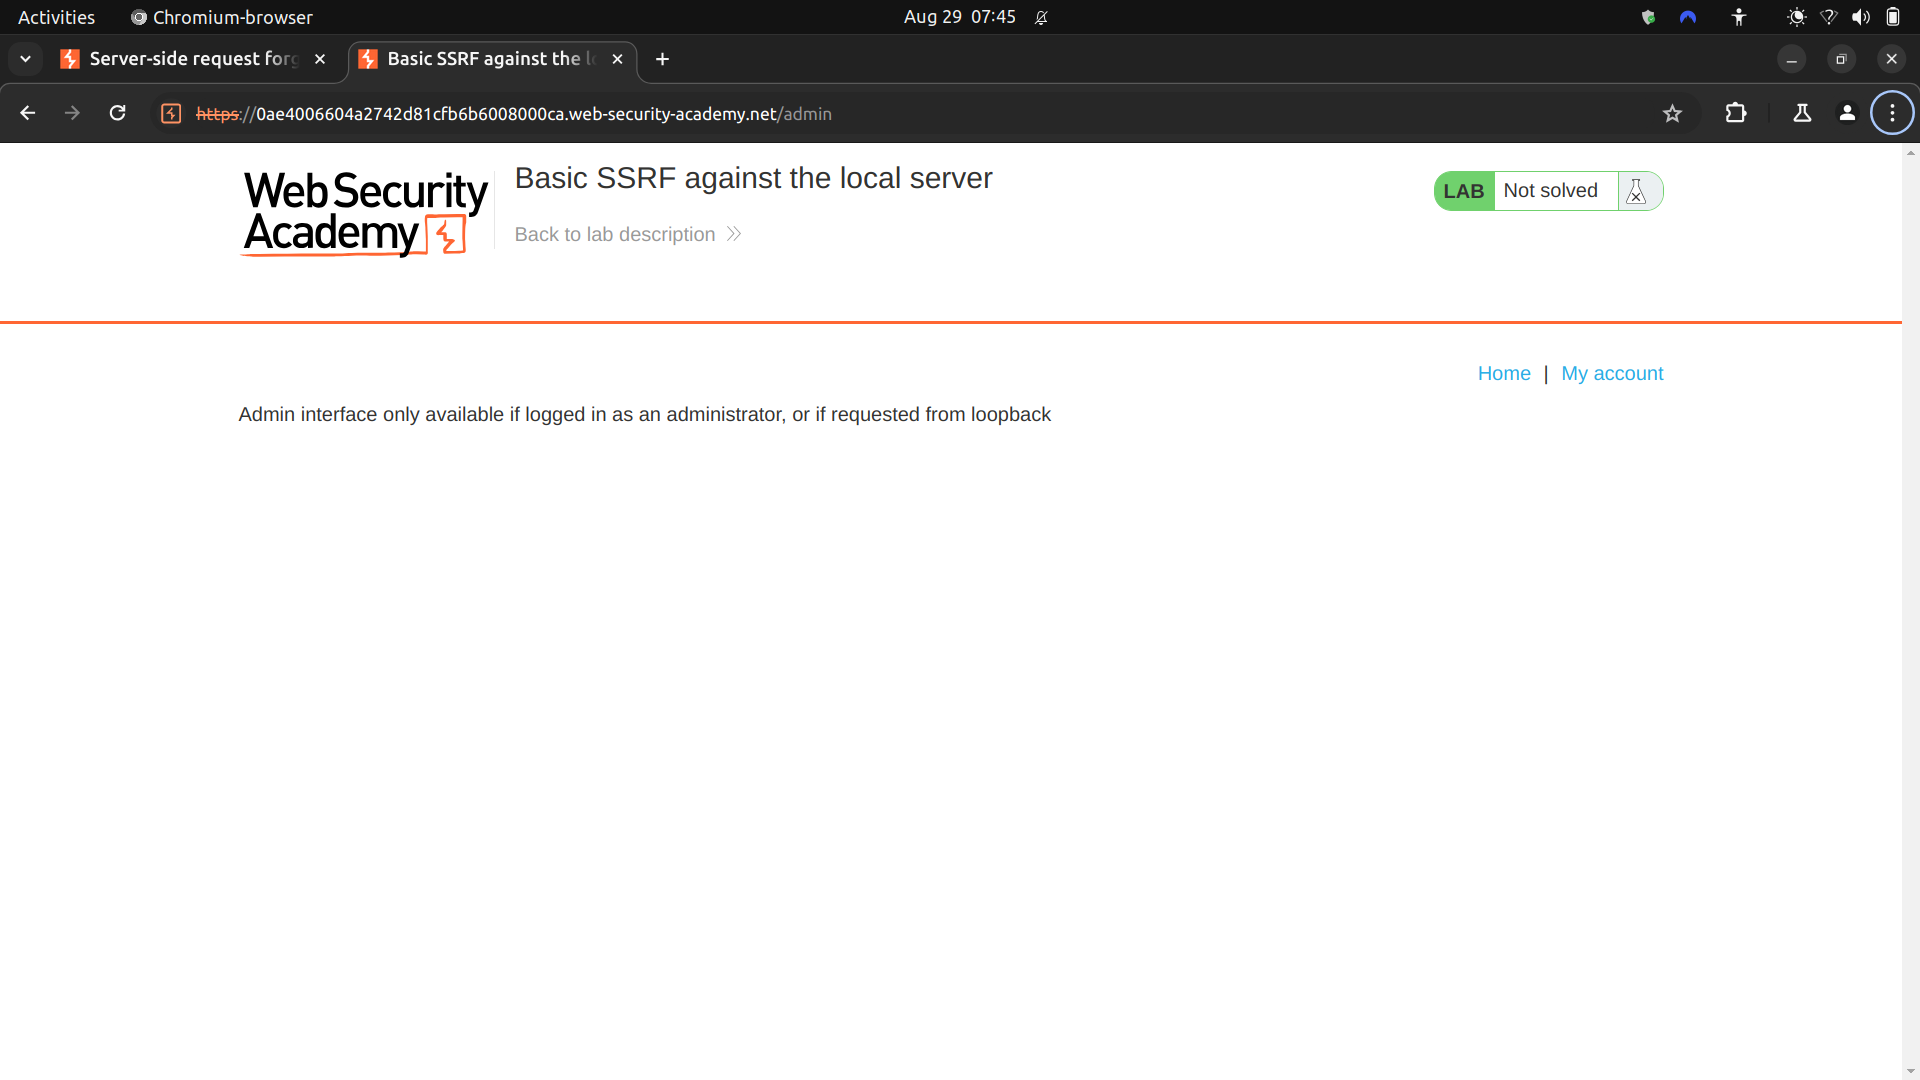 Activities Chromium-browser Aug 29 07:45
Server-side request forg Basic SSRF against the lo
https://0ae4006604a2742d81cfb6b6008000ca.web-security-academy.net/admin
Web Security
Academy
Basic SSRF against the local server
Back to lab description
LAB Not solved
Home | My account
Admin interface only available if logged in as an administrator, or if requested from loopback